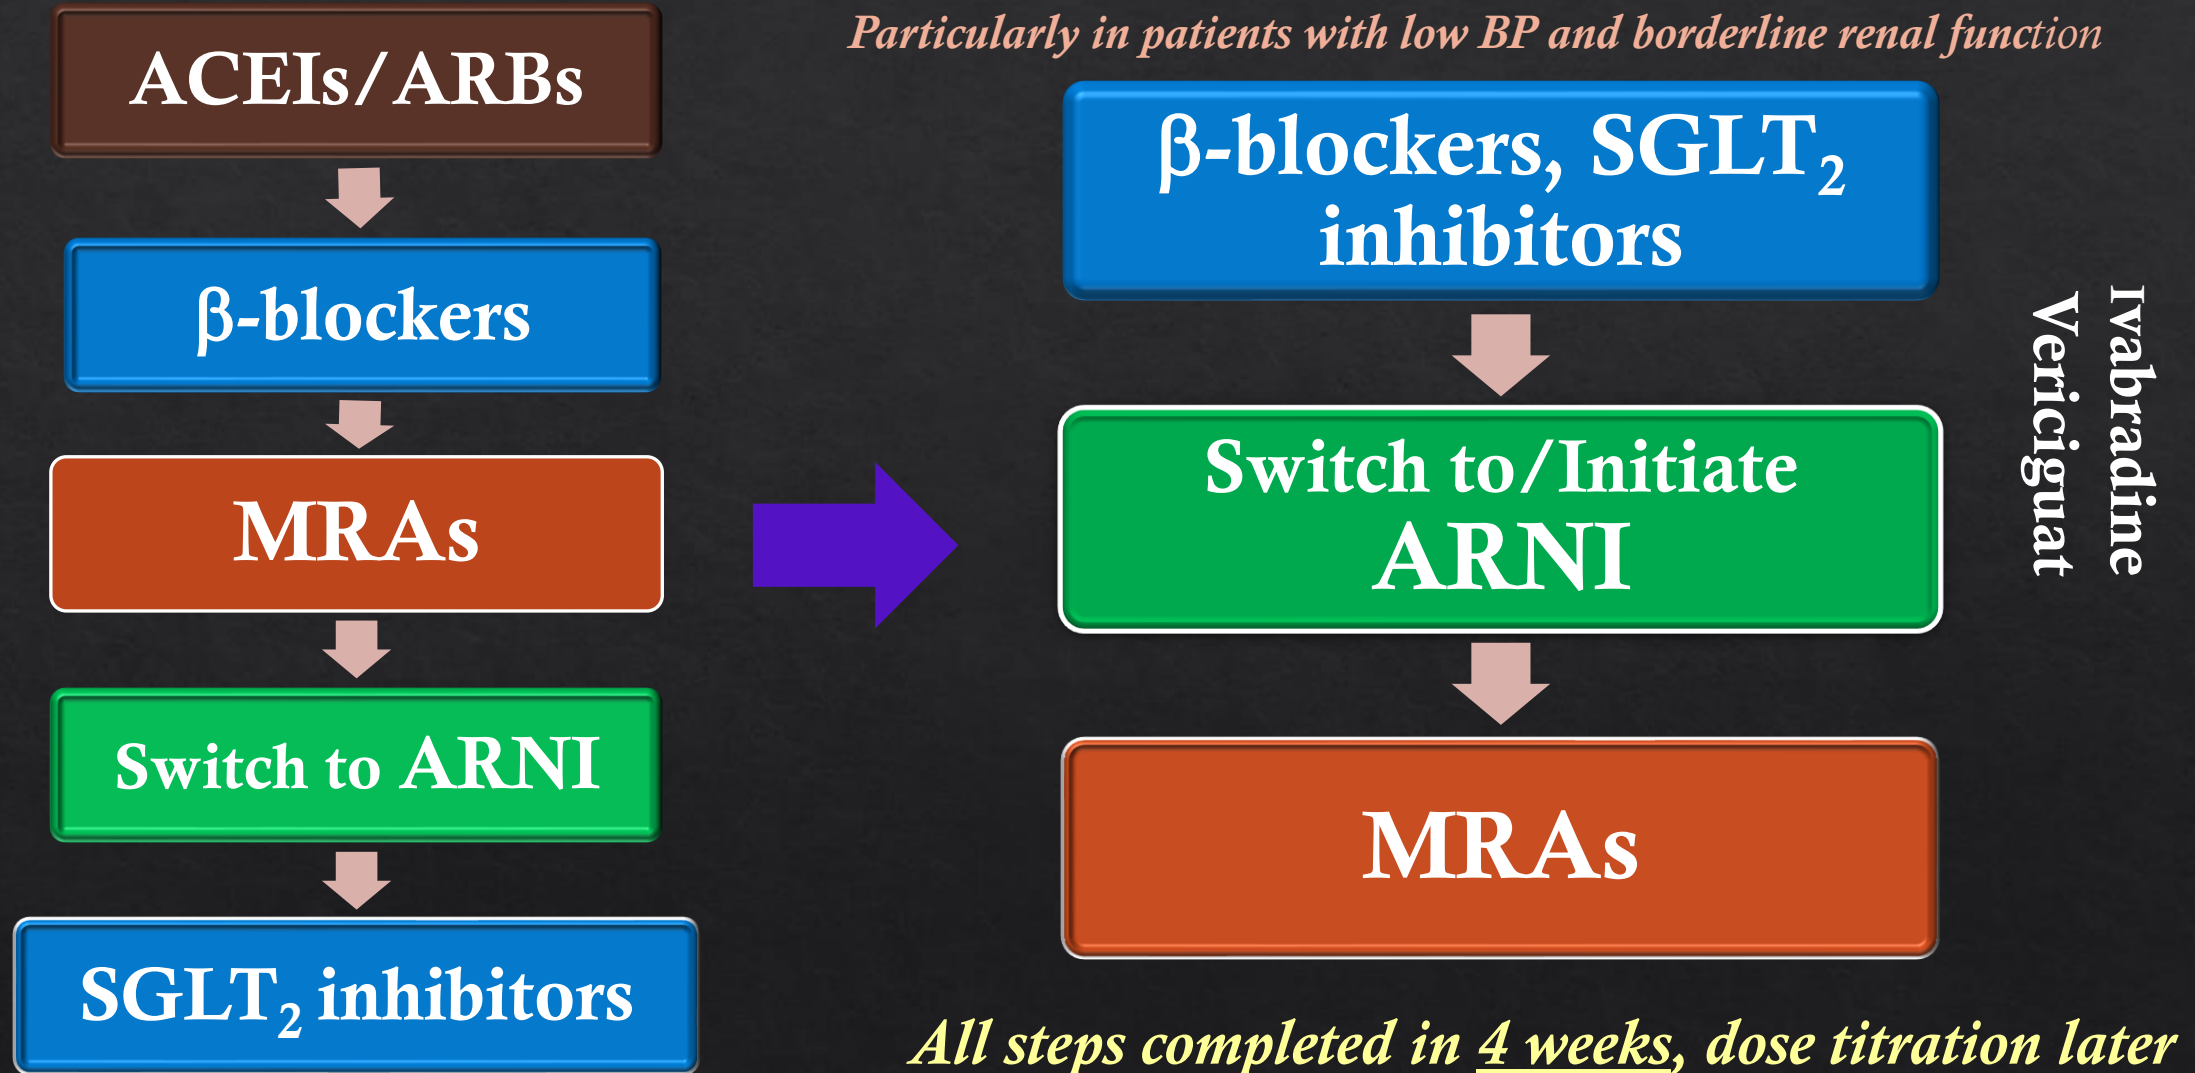 ACEIs/ARBs
β-blockers
MRAs
Switch to ARNI
SGLT₂ inhibitors
Particularly in patients with low BP and borderline renal function
β-blockers, SGLT₂
inhibitors
Switch to/Initiate
ARNI
MRAs
Ivabradine
Vericiguat
All steps completed in 4 weeks, dose titration later